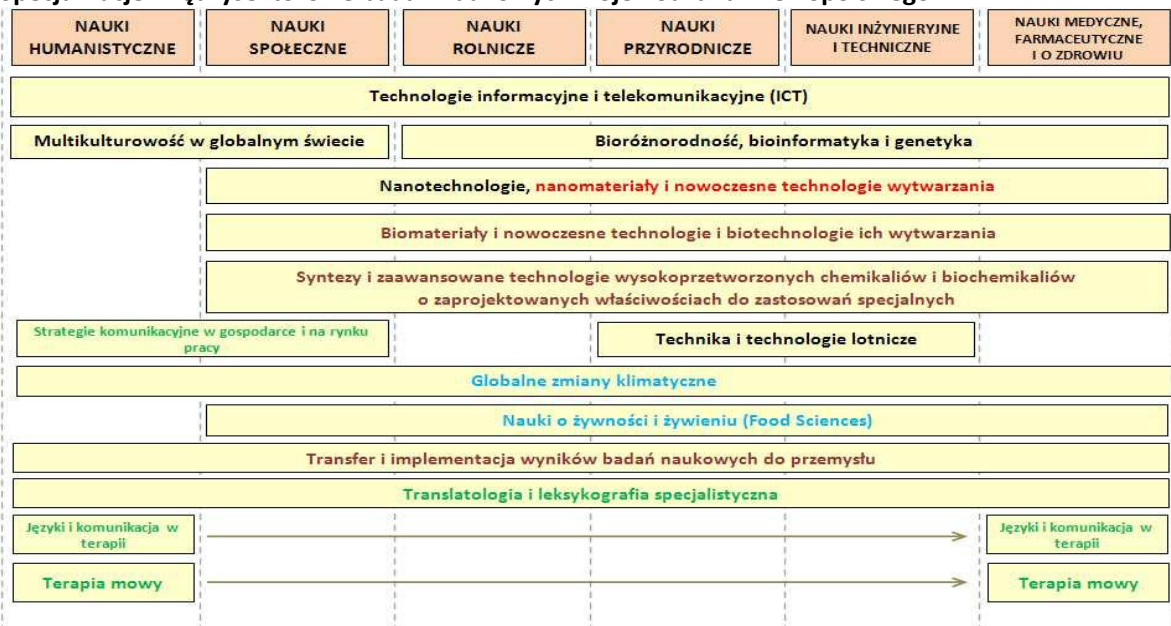 NAUKI
HUMANISTYCZNE
NAUKI
SPOŁECZNE
NAUKI
ROLNICZE
NAUKI
PRZYRODNICZE
NAUKI INŻYNIERYJNE
I TECHNICZNE
NAUKI MEDYCZNE,
FARMACEUTYCZNE
I O ZDROWIU
Technologie informacyjne i telekomunikacyjne (ICT)
Multikulturowość w globalnym świecie
Bioróżnorodność, bioinformatyka i genetyka
Nanotechnologie, nanomateriały i nowoczesne technologie wytwarzania
Biomateriały i nowoczesne technologie i biotechnologie ich wytwarzania
Syntezy i zaawansowane technologie wysokoprzetworzonych chemikaliów i biochemikaliów
o zaprojektowanych właściwościach do zastosowań specjalnych
Strategie komunikacyjne w gospodarce i na rynku
pracy
Technika i technologie lotnicze
Globalne zmiany klimatyczne
Nauki o żywności i żywieniu (Food Sciences)
Transfer i implementacja wyników badań naukowych do przemysłu
Translatologia i leksykografia specjalistyczna
Języki i komunikacja w
terapii
Języki i komunikacja w
terapii
Terapia mowy
Terapia mowy